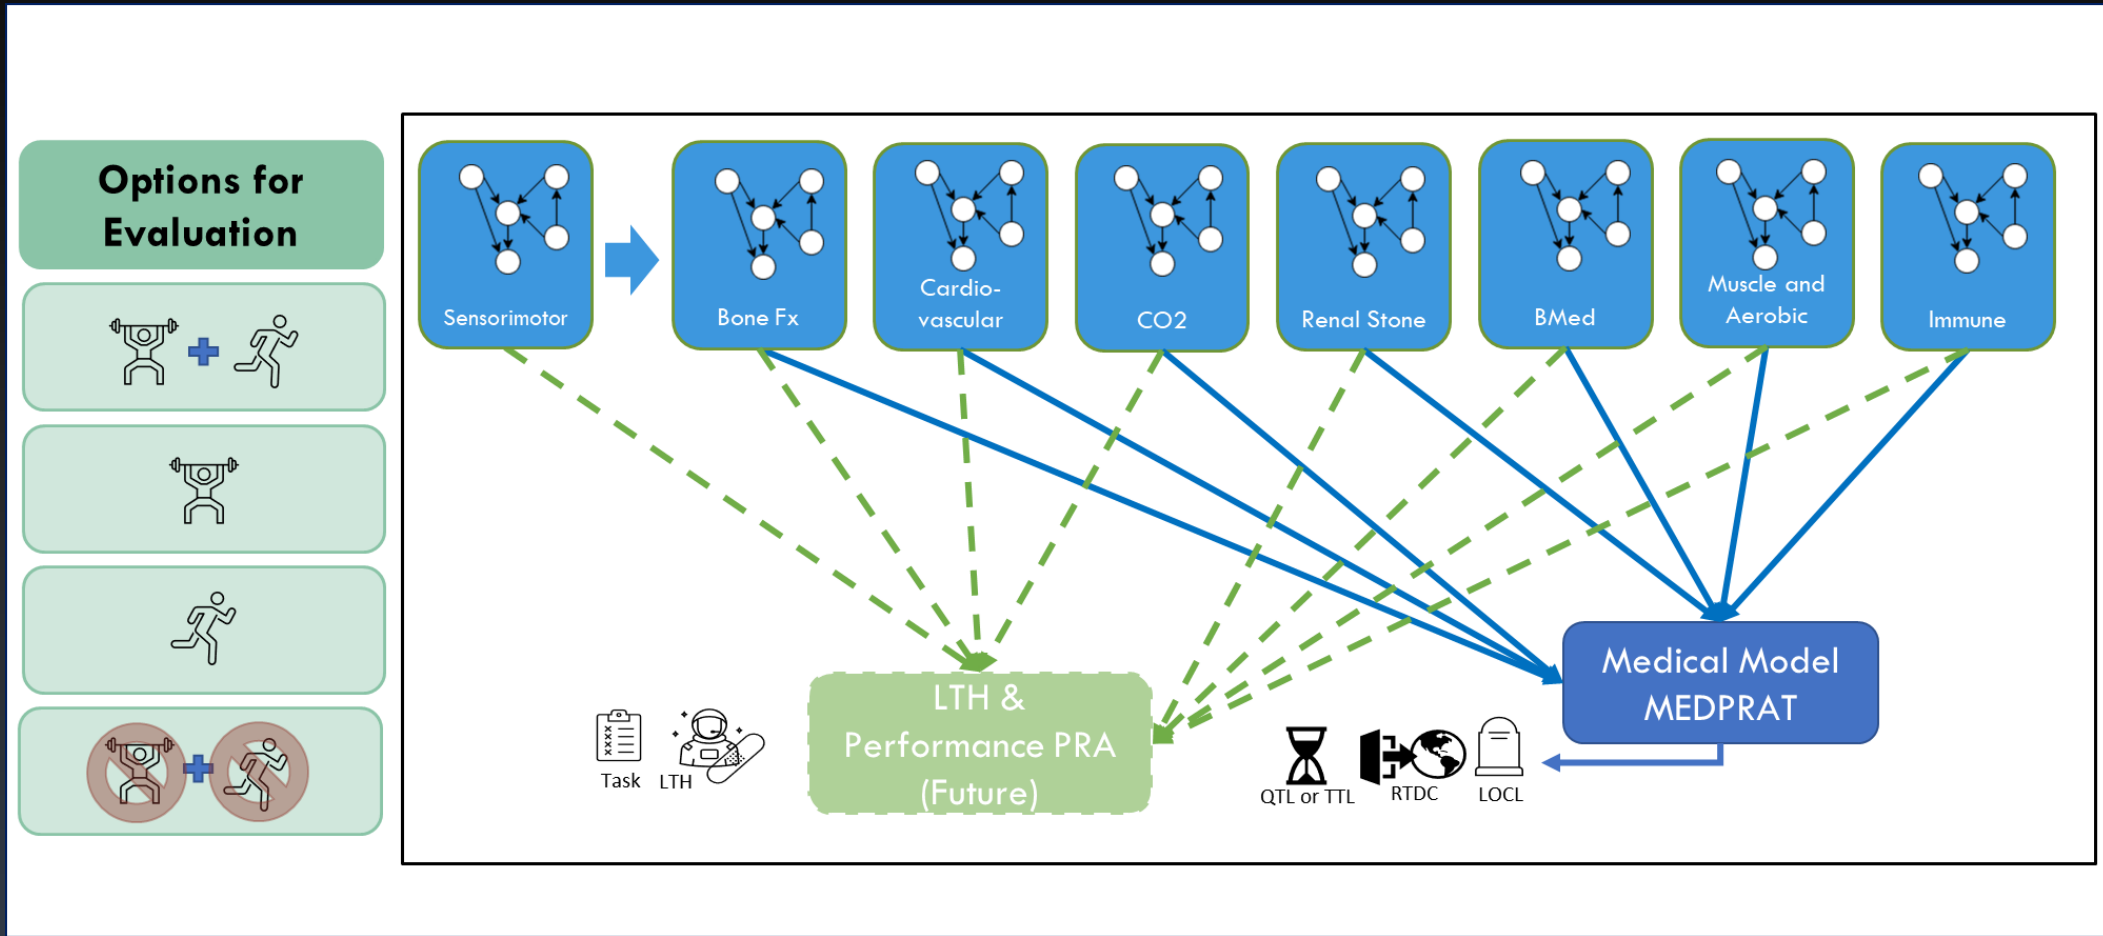 Options for
Evaluation
Sensorimotor
Bone Fx
Cardio-
vascular
CO2
Renal Stone
BMed
Muscle and
Aerobic
Immune
LTH &
Performance PRA
(Future)
Task
LTH
QTL or TTL
RTDC
LOCL
Medical Model
MEDPRAT